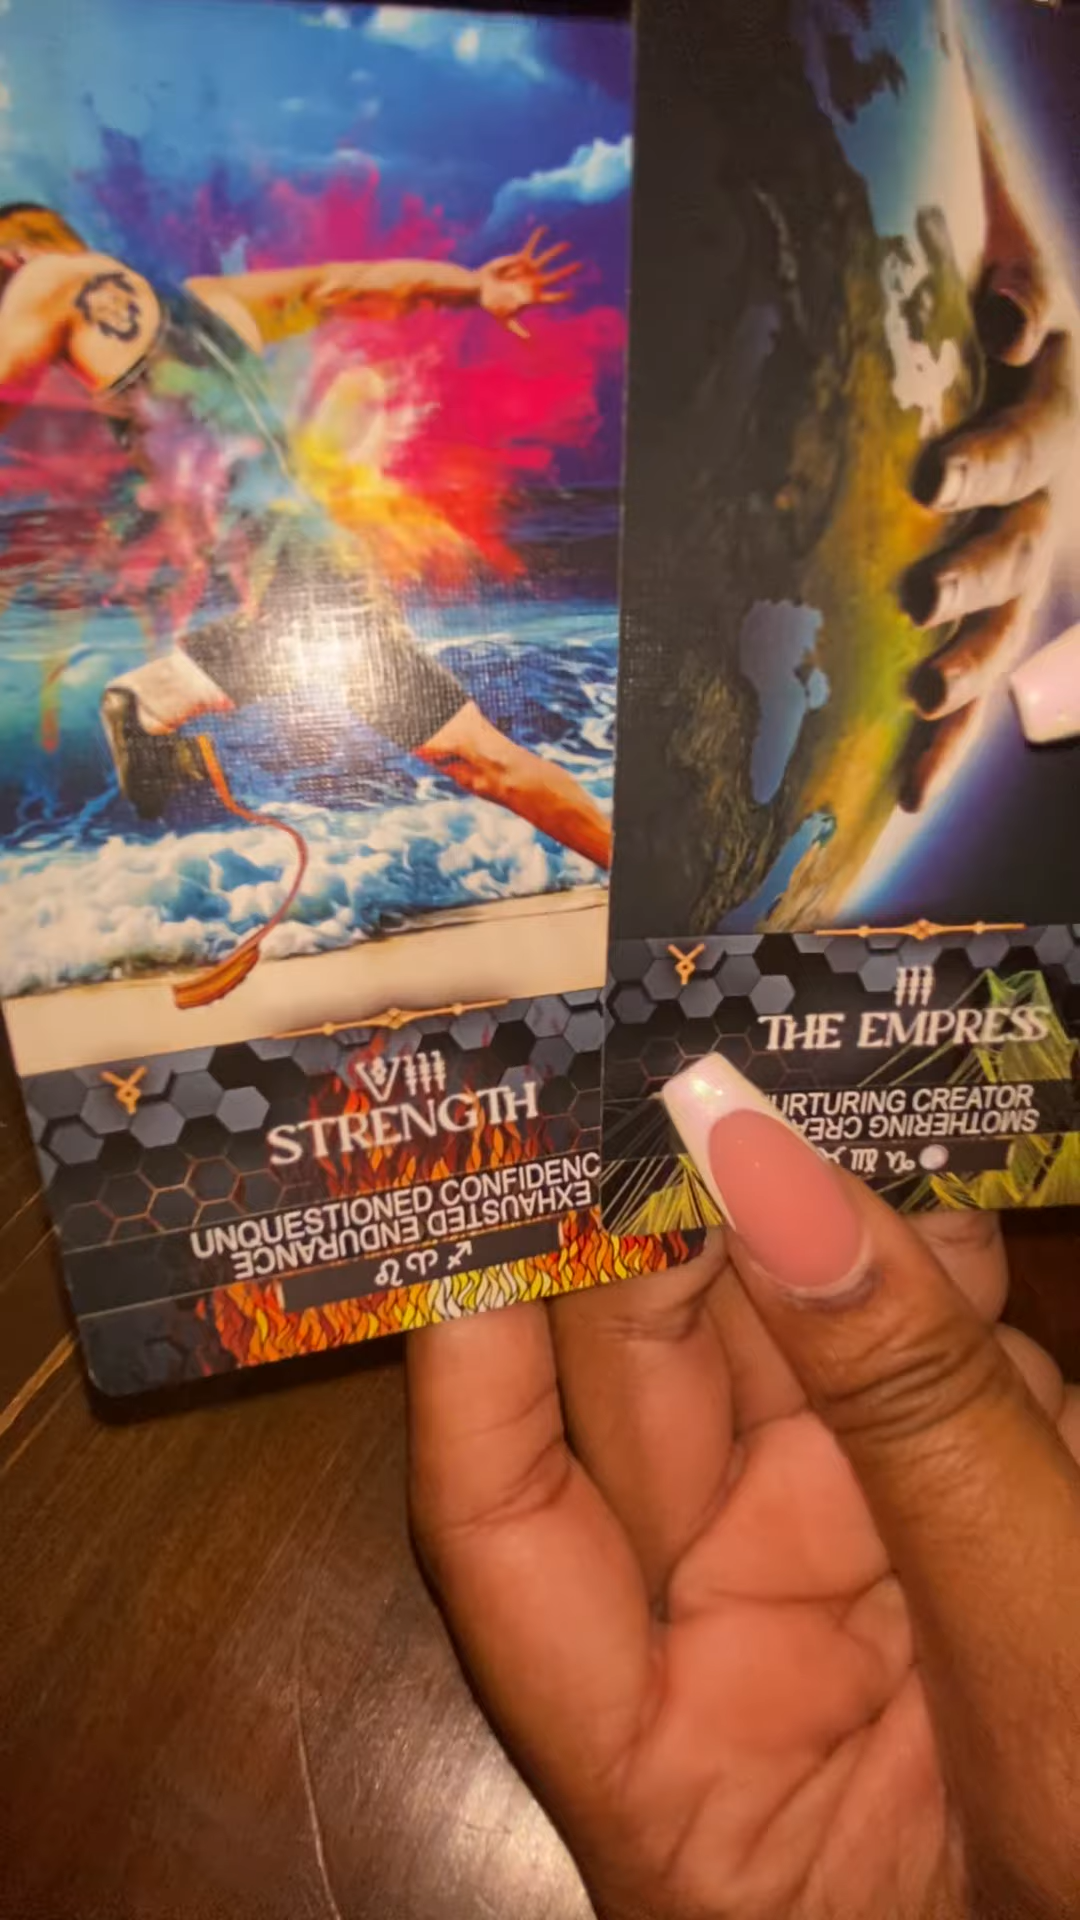 VIII
STRENGTH
UNQUESTIONED CONFIDENC
EXHAUSTED ENDURANCE
♌︎ ♈︎ ♐︎
III
THE EMPRESS
URTURING CREATOR
SMOTHERING CREA